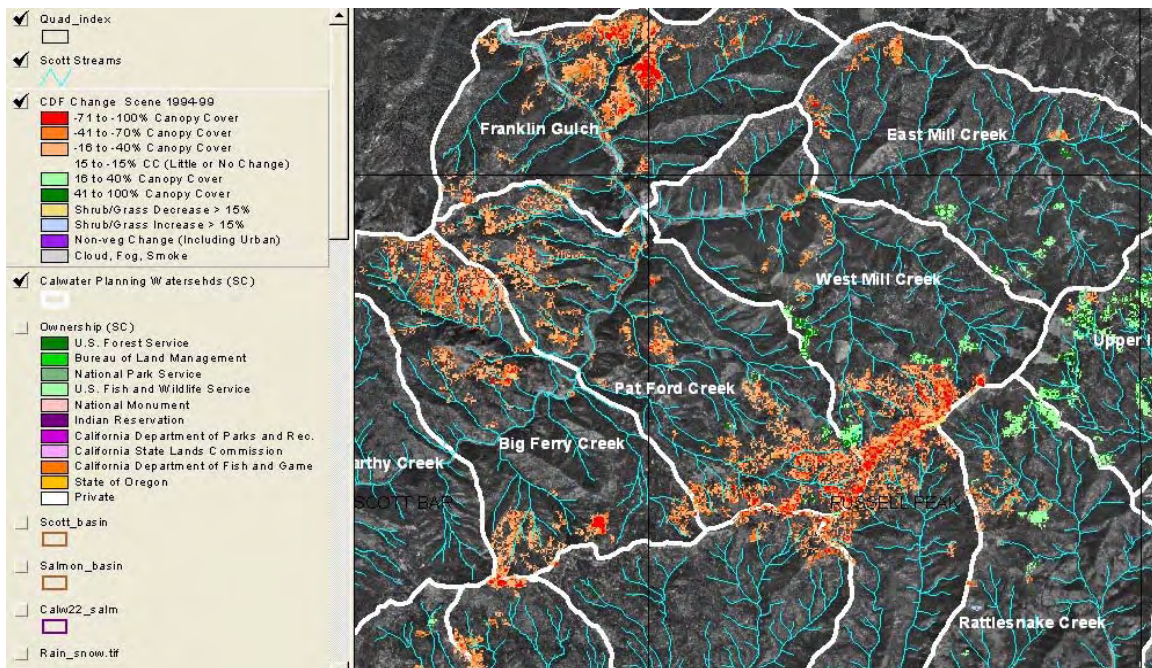 Quad_index
Scott Streams
CDF Change Scene 1994-99
-71 to -100% Canopy Cover
-41 to -70% Canopy Cover
-16 to -40% Canopy Cover
15 to -15% CC (Little or No Change)
16 to 40% Canopy Cover
41 to 100% Canopy Cover
Shrub/Grass Decrease > 15%
Shrub/Grass Increase > 15%
Non-veg Change (Including Urban)
Cloud, Fog, Smoke
Calwater Planning Watersehds (SC)
Ownership (SC)
U.S. Forest Service
Bureau of Land Management
National Park Service
U.S. Fish and Wildlife Service
National Monument
Indian Reservation
California Department of Parks and Rec.
California State Lands Commission
California Department of Fish and Game
State of Oregon
Private
Scott_basin
Salmon_basin
Calw22_salm
Rain_snow.tif
Franklin Gulch
East Mill Creek
West Mill Creek
Upper I
Pat Ford Creek
Big Ferry Creek
arthy Creek
SCOTT BAR
RUSSELL PEAK
Rattlesnake Creek